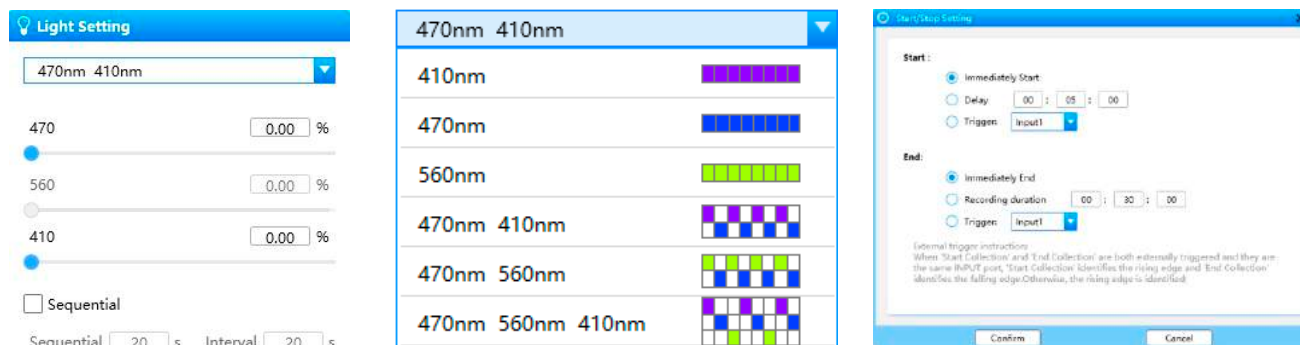 Light Setting
470nm 410nm
470 0.00 %
560 0.00 %
410 0.00 %
Sequential
Sequential 20 s Interval 20 s
470nm 410nm
410nm
470nm
560nm
470nm 410nm
470nm 560nm
470nm 560nm 410nm
Start/Stop Setting
Start :
Immediately Start
Delay 00 : 05 : 00
Trigger: Input1
End:
Immediately End
Recording duration 00 : 30 : 00
Trigger: Input1
External trigger instructions
When 'Start Collection' and 'End Collection' are both externally triggered and they are
the same INPUT port, 'Start Collection' identifies the rising edge and 'End Collection'
identifies the falling edge.Otherwise, the rising edge is identified
Confirm Cancel